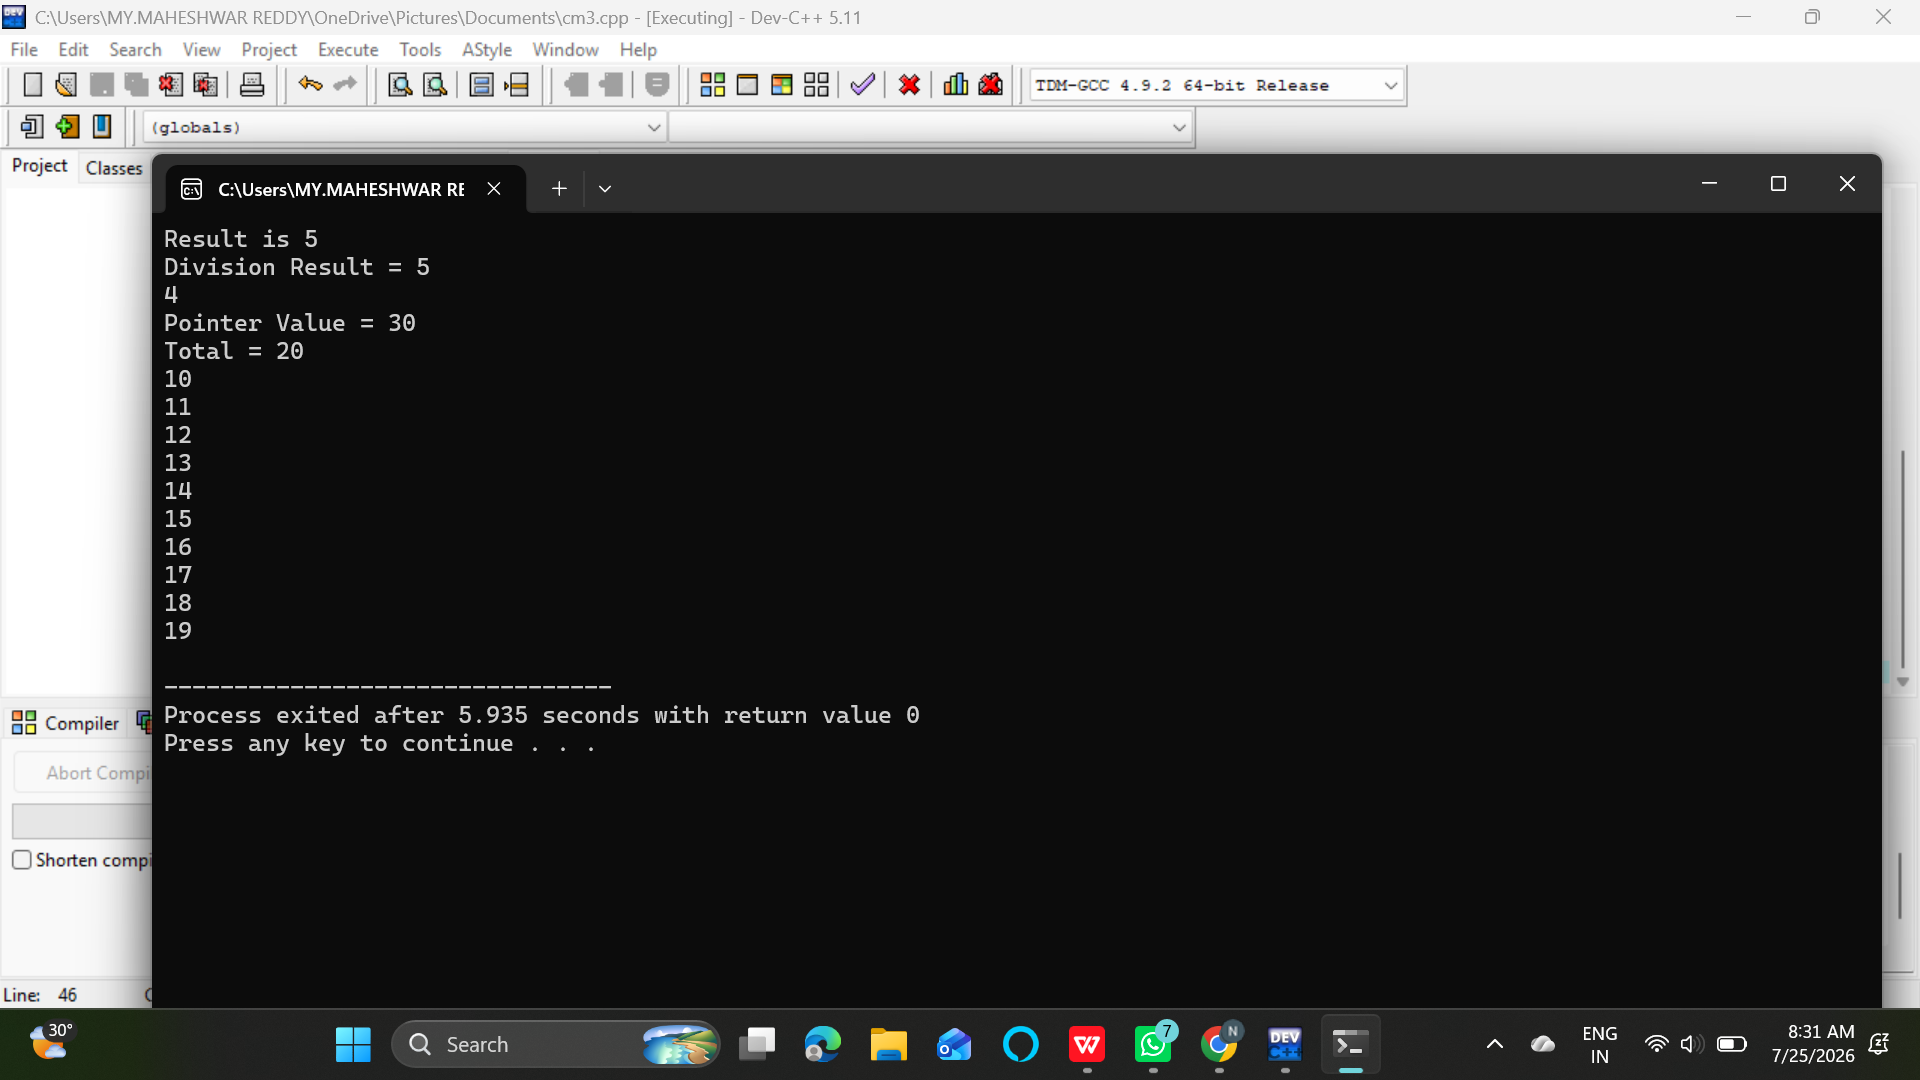 C:\Users\MY.MAHESHWAR REDDY\OneDrive\Pictures\Documents\cm3.cpp - [Executing] - Dev-C++ 5.11
File Edit Search View Project Execute Tools AStyle Window Help
TDM-GCC 4.9.2 64-bit Release
(globals)
Project Classes
C:\Users\MY.MAHESHWAR RE
Result is 5
Division Result = 5
4
Pointer Value = 30
Total = 20
10
11
12
13
14
15
16
17
18
19
--------------------------------
Process exited after 5.935 seconds with return value 0
Press any key to continue . . .
Compiler
Abort Compi
Shorten compi
Line: 46
30°
Search
7
N
DEV
C++
ENG
IN
8:31 AM
7/25/2026